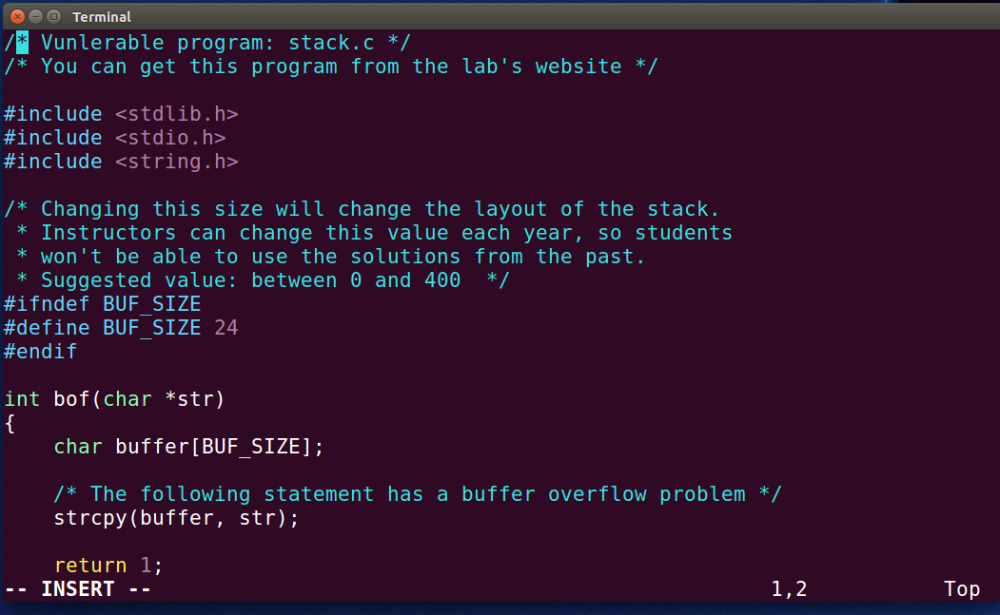 Terminal
/* Vunlerable program: stack.c */
/* You can get this program from the lab's website */
#include <stdlib.h>
#include <stdio.h>
#include <string.h>
/* Changing this size will change the layout of the stack.
 * Instructors can change this value each year, so students
 * won't be able to use the solutions from the past.
 * Suggested value: between 0 and 400  */
#ifndef BUF_SIZE
#define BUF_SIZE 24
#endif
int bof(char *str)
{
    char buffer[BUF_SIZE];
    /* The following statement has a buffer overflow problem */
    strcpy(buffer, str);
    return 1;
-- INSERT -- 1,2 Top